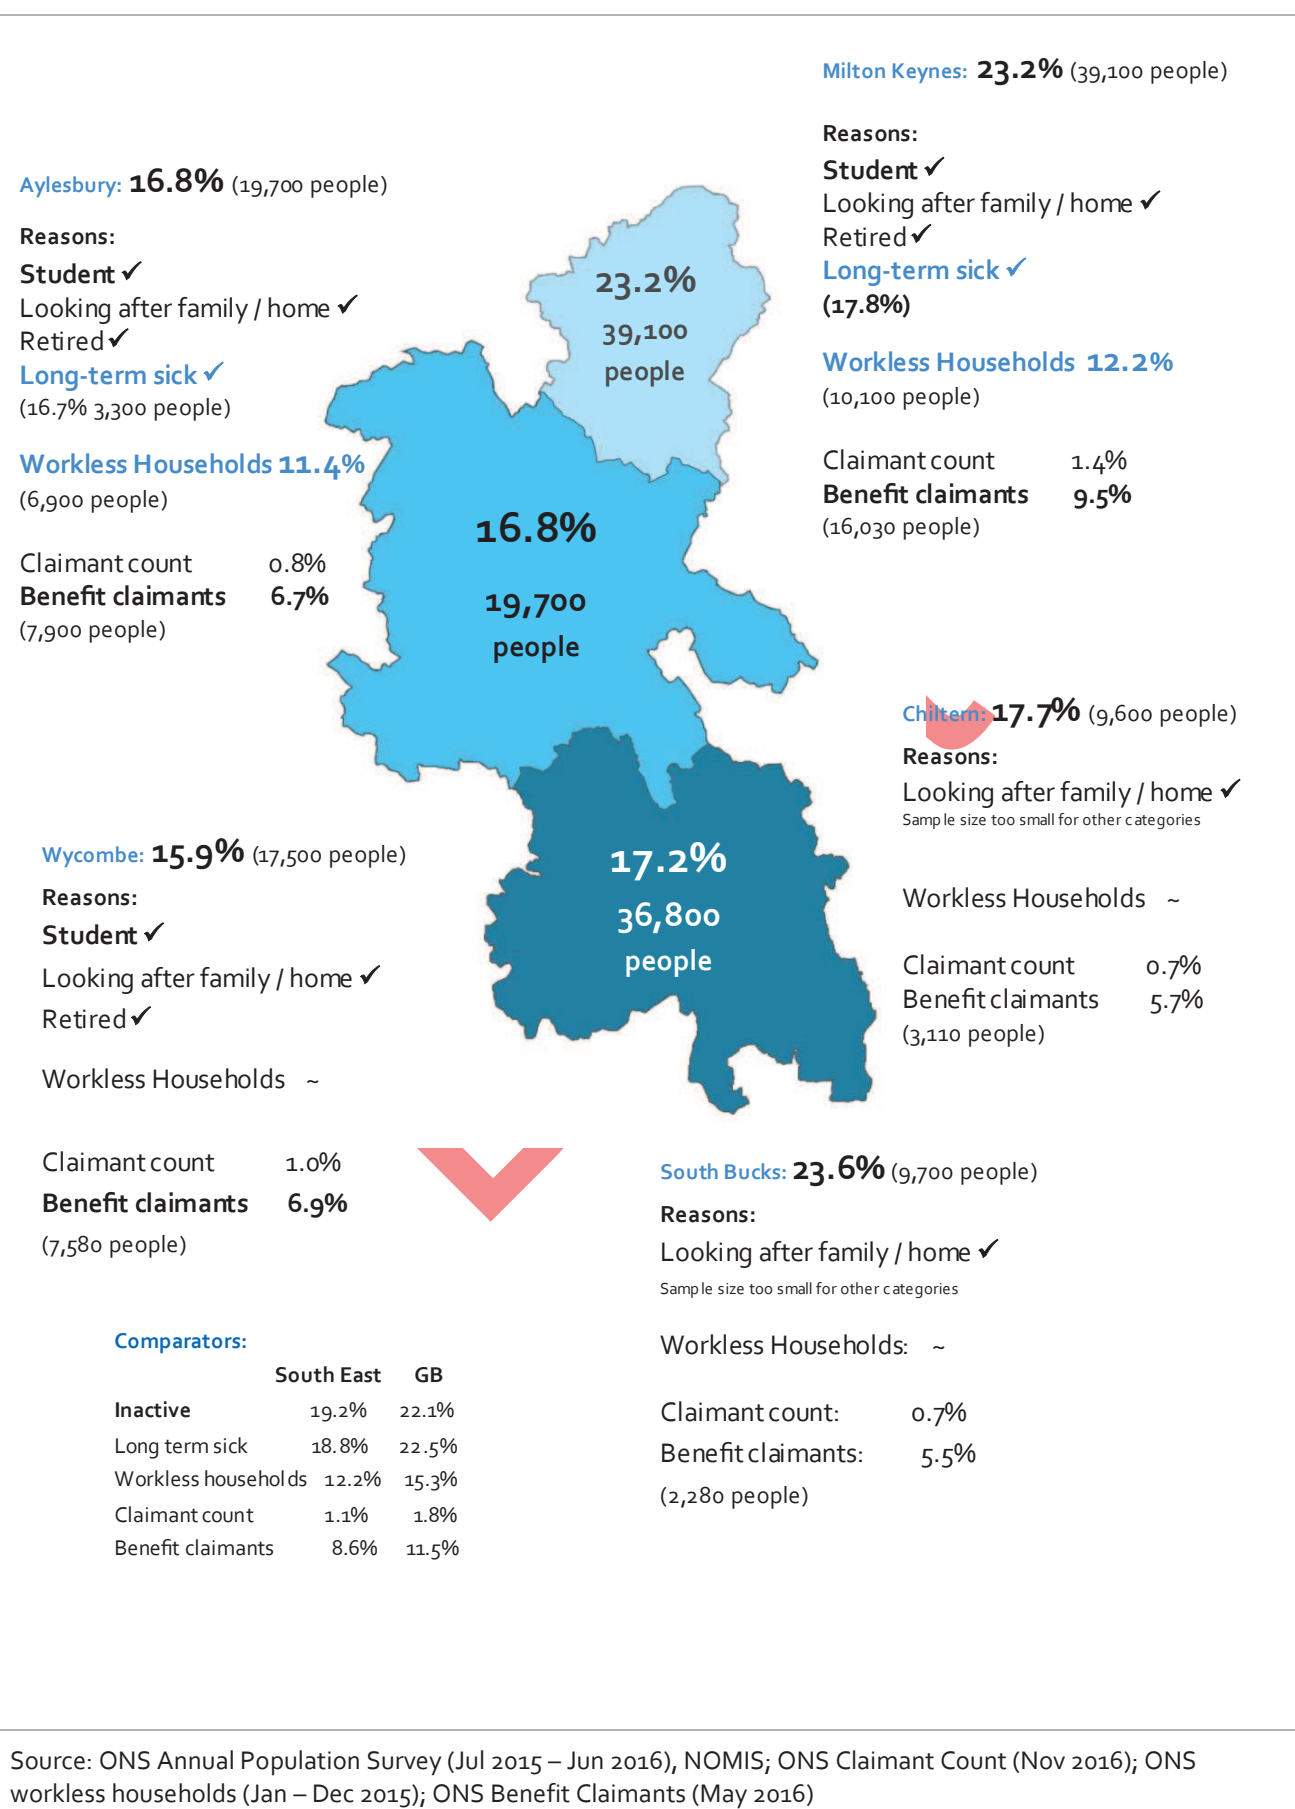 Milton Keynes: 23.2% (39,100 people)
Reasons:
Student ✓
Looking after family / home ✓
Retired ✓
Long-term sick ✓
(17.8%)
Workless Households 12.2%
(10,100 people)
Claimant count 1.4%
Benefit claimants 9.5%
(16,030 people)
Aylesbury: 16.8% (19,700 people)
Reasons:
Student ✓
Looking after family / home ✓
Retired ✓
Long-term sick ✓
(16.7% 3,300 people)
Workless Households 11.4%
(6,900 people)
Claimant count 0.8%
Benefit claimants 6.7%
(7,900 people)
23.2%
39,100
people
16.8%
19,700
people
17.2%
36,800
people
Chiltern: 17.7% (9,600 people)
Reasons:
Looking after family / home ✓
Sample size too small for other categories
Workless Households ~
Claimant count 0.7%
Benefit claimants 5.7%
(3,110 people)
Wycombe: 15.9% (17,500 people)
Reasons:
Student ✓
Looking after family / home ✓
Retired ✓
Workless Households ~
Claimant count 1.0%
Benefit claimants 6.9%
(7,580 people)
South Bucks: 23.6% (9,700 people)
Reasons:
Looking after family / home ✓
Sample size too small for other categories
Workless Households: ~
Claimant count: 0.7%
Benefit claimants: 5.5%
(2,280 people)
Comparators:
South East GB
Inactive 19.2% 22.1%
Long term sick 18.8% 22.5%
Workless households 12.2% 15.3%
Claimant count 1.1% 1.8%
Benefit claimants 8.6% 11.5%
Source: ONS Annual Population Survey (Jul 2015 – Jun 2016), NOMIS; ONS Claimant Count (Nov 2016); ONS
workless households (Jan – Dec 2015); ONS Benefit Claimants (May 2016)